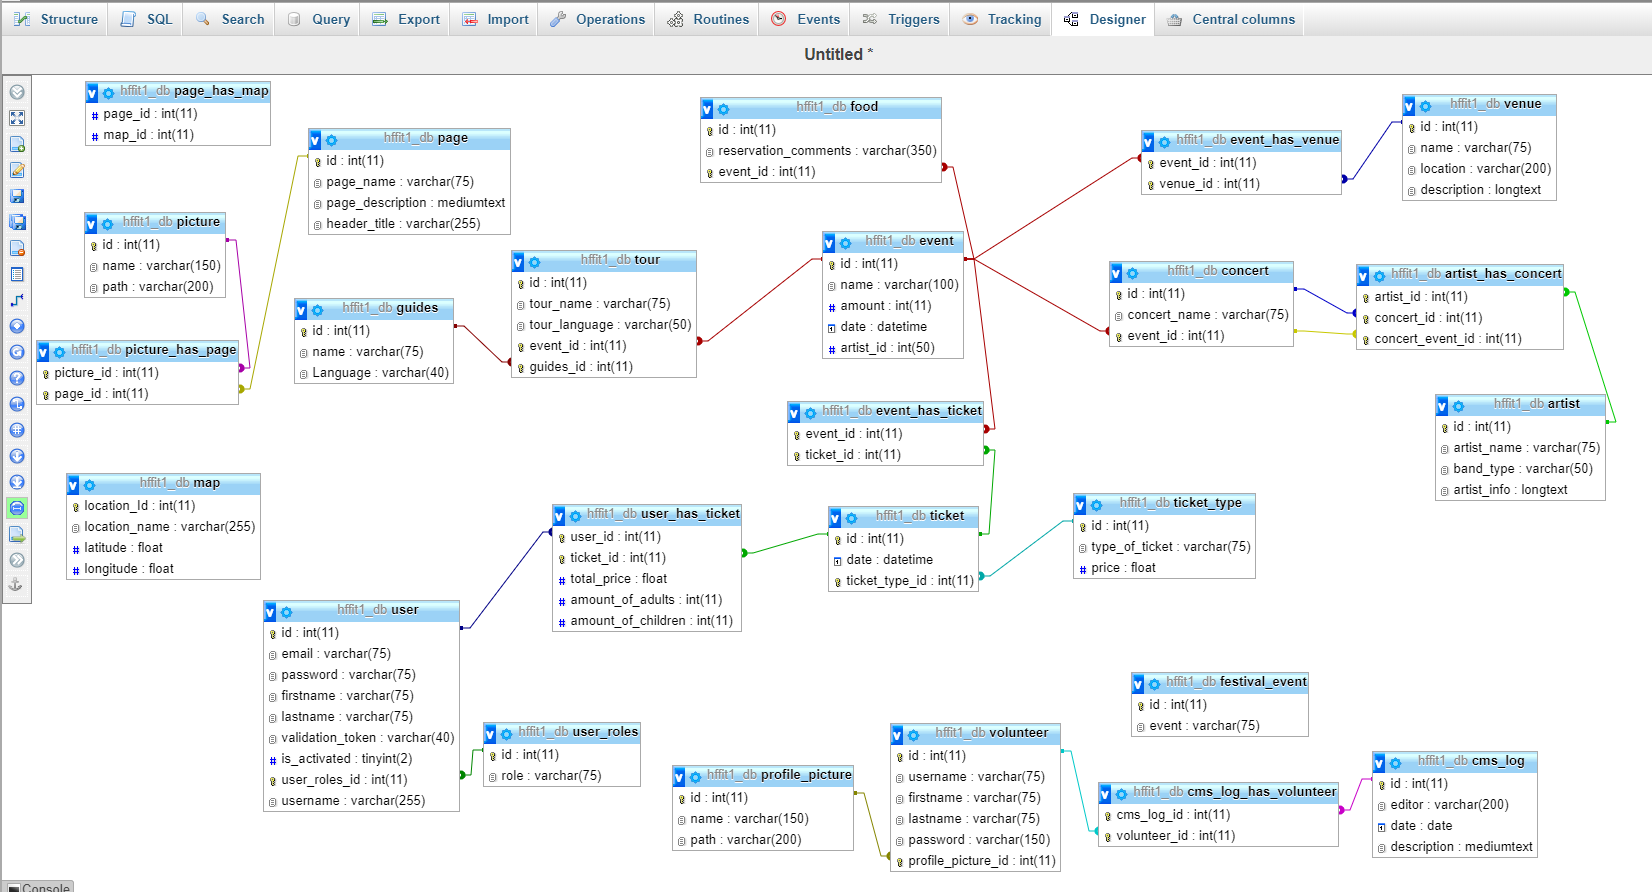 Structure SQL Search Query Export Import Operations Routines Events Triggers Tracking Designer Central columns
Untitled *
hffit1_db page_has_map
page_id : int(11)
map_id : int(11)
hffit1_db page
id : int(11)
page_name : varchar(75)
page_description : mediumtext
header_title : varchar(255)
hffit1_db food
id : int(11)
reservation_comments : varchar(350)
event_id : int(11)
hffit1_db event_has_venue
event_id : int(11)
venue_id : int(11)
hffit1_db venue
id : int(11)
name : varchar(75)
location : varchar(200)
description : longtext
hffit1_db picture
id : int(11)
name : varchar(150)
path : varchar(200)
hffit1_db tour
id : int(11)
tour_name : varchar(75)
tour_language : varchar(50)
event_id : int(11)
guides_id : int(11)
hffit1_db event
id : int(11)
name : varchar(100)
amount : int(11)
date : datetime
artist_id : int(50)
hffit1_db concert
id : int(11)
concert_name : varchar(75)
event_id : int(11)
hffit1_db artist_has_concert
artist_id : int(11)
concert_id : int(11)
concert_event_id : int(11)
hffit1_db guides
id : int(11)
name : varchar(75)
Language : varchar(40)
hffit1_db picture_has_page
picture_id : int(11)
page_id : int(11)
hffit1_db event_has_ticket
event_id : int(11)
ticket_id : int(11)
hffit1_db artist
id : int(11)
artist_name : varchar(75)
band_type : varchar(50)
artist_info : longtext
hffit1_db map
location_Id : int(11)
location_name : varchar(255)
latitude : float
longitude : float
hffit1_db user_has_ticket
user_id : int(11)
ticket_id : int(11)
total_price : float
amount_of_adults : int(11)
amount_of_children : int(11)
hffit1_db ticket
id : int(11)
date : datetime
ticket_type_id : int(11)
hffit1_db ticket_type
id : int(11)
type_of_ticket : varchar(75)
price : float
hffit1_db user
id : int(11)
email : varchar(75)
password : varchar(75)
firstname : varchar(75)
lastname : varchar(75)
validation_token : varchar(40)
is_activated : tinyint(2)
user_roles_id : int(11)
username : varchar(255)
hffit1_db user_roles
id : int(11)
role : varchar(75)
hffit1_db festival_event
id : int(11)
event : varchar(75)
hffit1_db profile_picture
id : int(11)
name : varchar(150)
path : varchar(200)
hffit1_db volunteer
id : int(11)
username : varchar(75)
firstname : varchar(75)
lastname : varchar(75)
password : varchar(150)
profile_picture_id : int(11)
hffit1_db cms_log_has_volunteer
cms_log_id : int(11)
volunteer_id : int(11)
hffit1_db cms_log
id : int(11)
editor : varchar(200)
date : date
description : mediumtext
Console